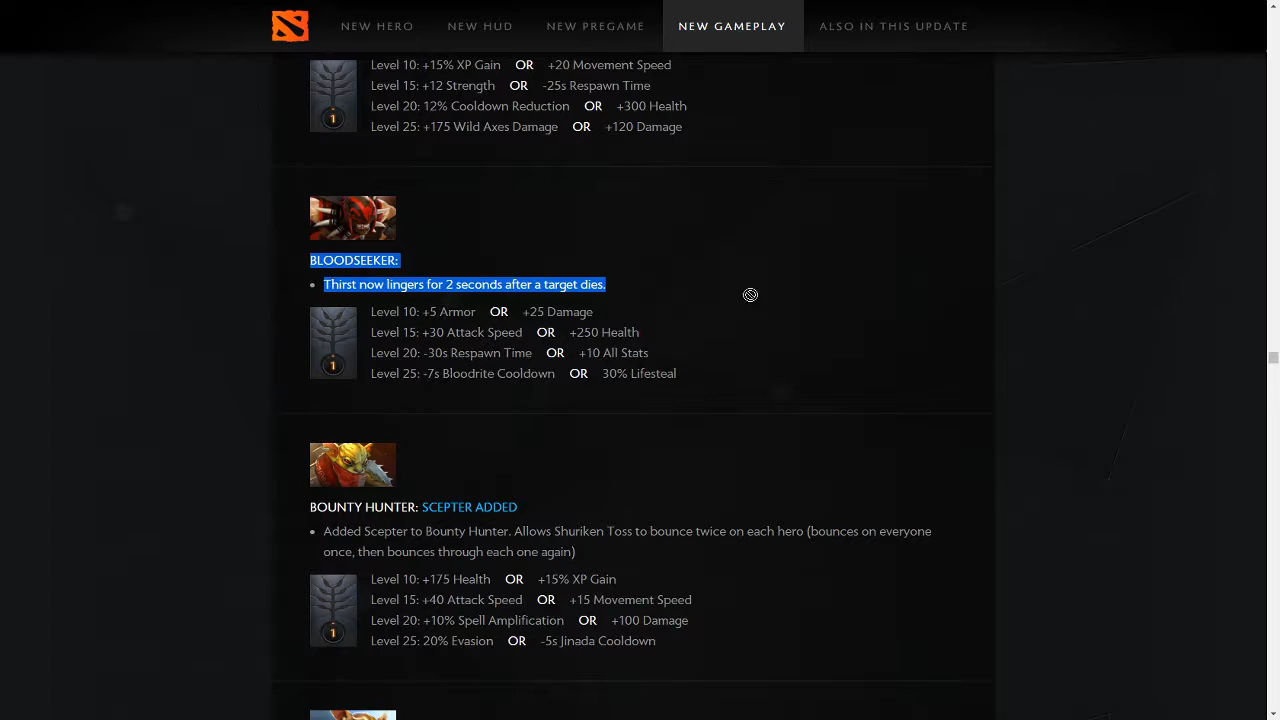 NEW HERO NEW HUD NEW PREGAME NEW GAMEPLAY ALSO IN THIS UPDATE
Level 10: +15% XP Gain OR +20 Movement Speed
Level 15: +12 Strength OR -25s Respawn Time
Level 20: 12% Cooldown Reduction OR +300 Health
1
Level 25: +175 Wild Axes Damage OR +120 Damage
BLOODSEEKER:
• Thirst now lingers for 2 seconds after a target dies.
Level 10: +5 Armor OR +25 Damage
Level 15: +30 Attack Speed OR +250 Health
Level 20: -30s Respawn Time OR +10 All Stats
1
Level 25: -7s Bloodrite Cooldown OR 30% Lifesteal
BOUNTY HUNTER: SCEPTER ADDED
• Added Scepter to Bounty Hunter. Allows Shuriken Toss to bounce twice on each hero (bounces on everyone
once, then bounces through each one again)
Level 10: +175 Health OR +15% XP Gain
Level 15: +40 Attack Speed OR +15 Movement Speed
Level 20: +10% Spell Amplification OR +100 Damage
1
Level 25: 20% Evasion OR -5s Jinada Cooldown